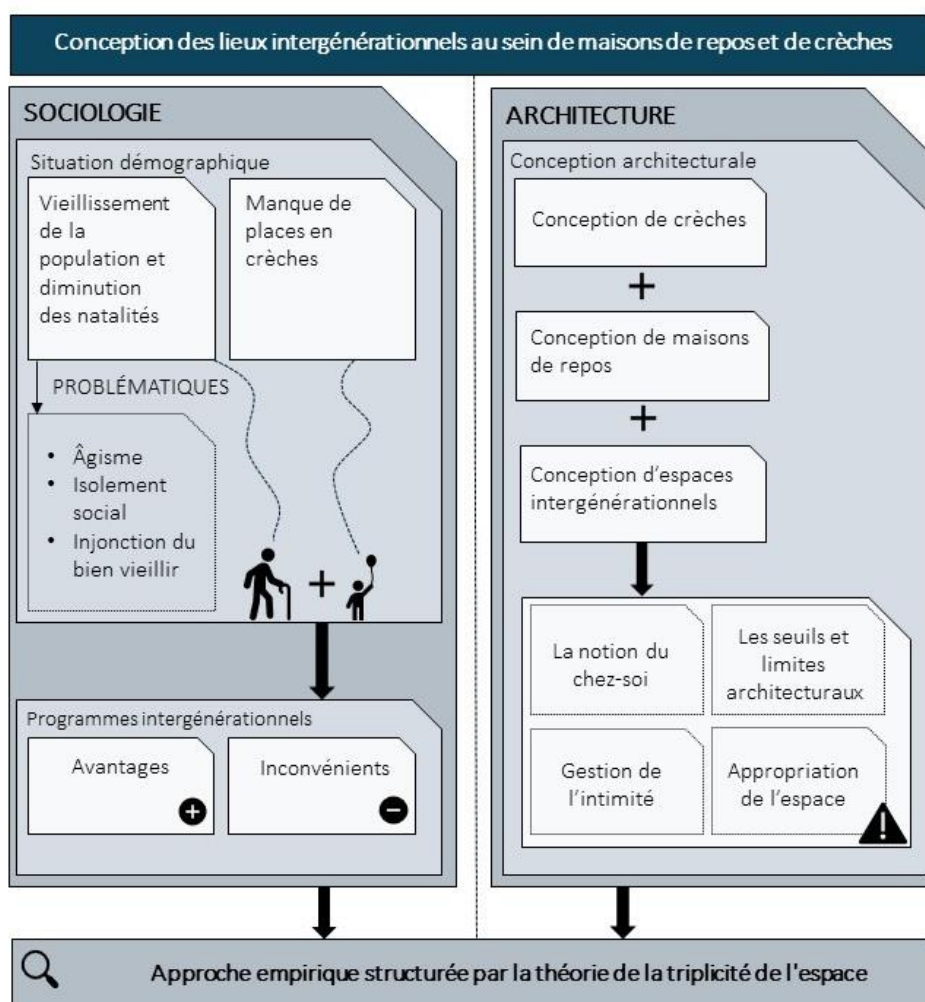 Conception des lieux intergénérationnels au sein de maisons de repos et de crèches
SOCIOLOGIE
Situation démographique
Vieillissement
de la
population et
diminution
des natalités
Manque de
places en
crèches
PROBLÉMATIQUES
• Âgisme
• Isolement
social
• Injonction du
bien vieillir
Programmes intergénérationnels
Avantages
Inconvénients
ARCHITECTURE
Conception architecturale
Conception de crèches
+
Conception de maisons
de repos
+
Conception d'espaces
intergénérationnels
La notion du
chez-soi
Les seuils et
limites
architecturaux
Gestion de
l'intimité
Appropriation
de l'espace
Approche empirique structurée par la théorie de la triplicité de l'espace